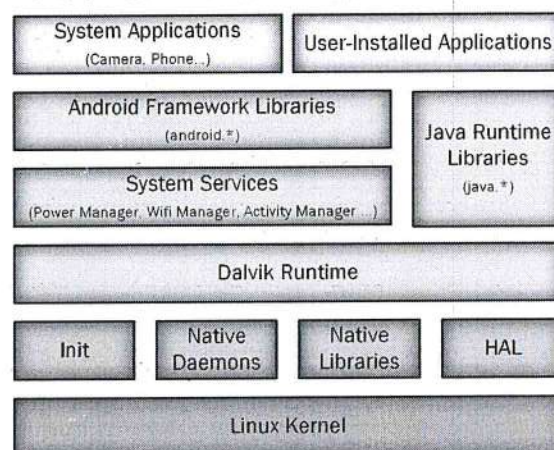 System Applications
(Camera, Phone...)
User-Installed Applications
Android Framework Libraries
(android.*)
Java Runtime
Libraries
(java.*)
System Services
(Power Manager, Wifi Manager, Activity Manager ...)
Dalvik Runtime
Init
Native
Daemons
Native
Libraries
HAL
Linux Kernel